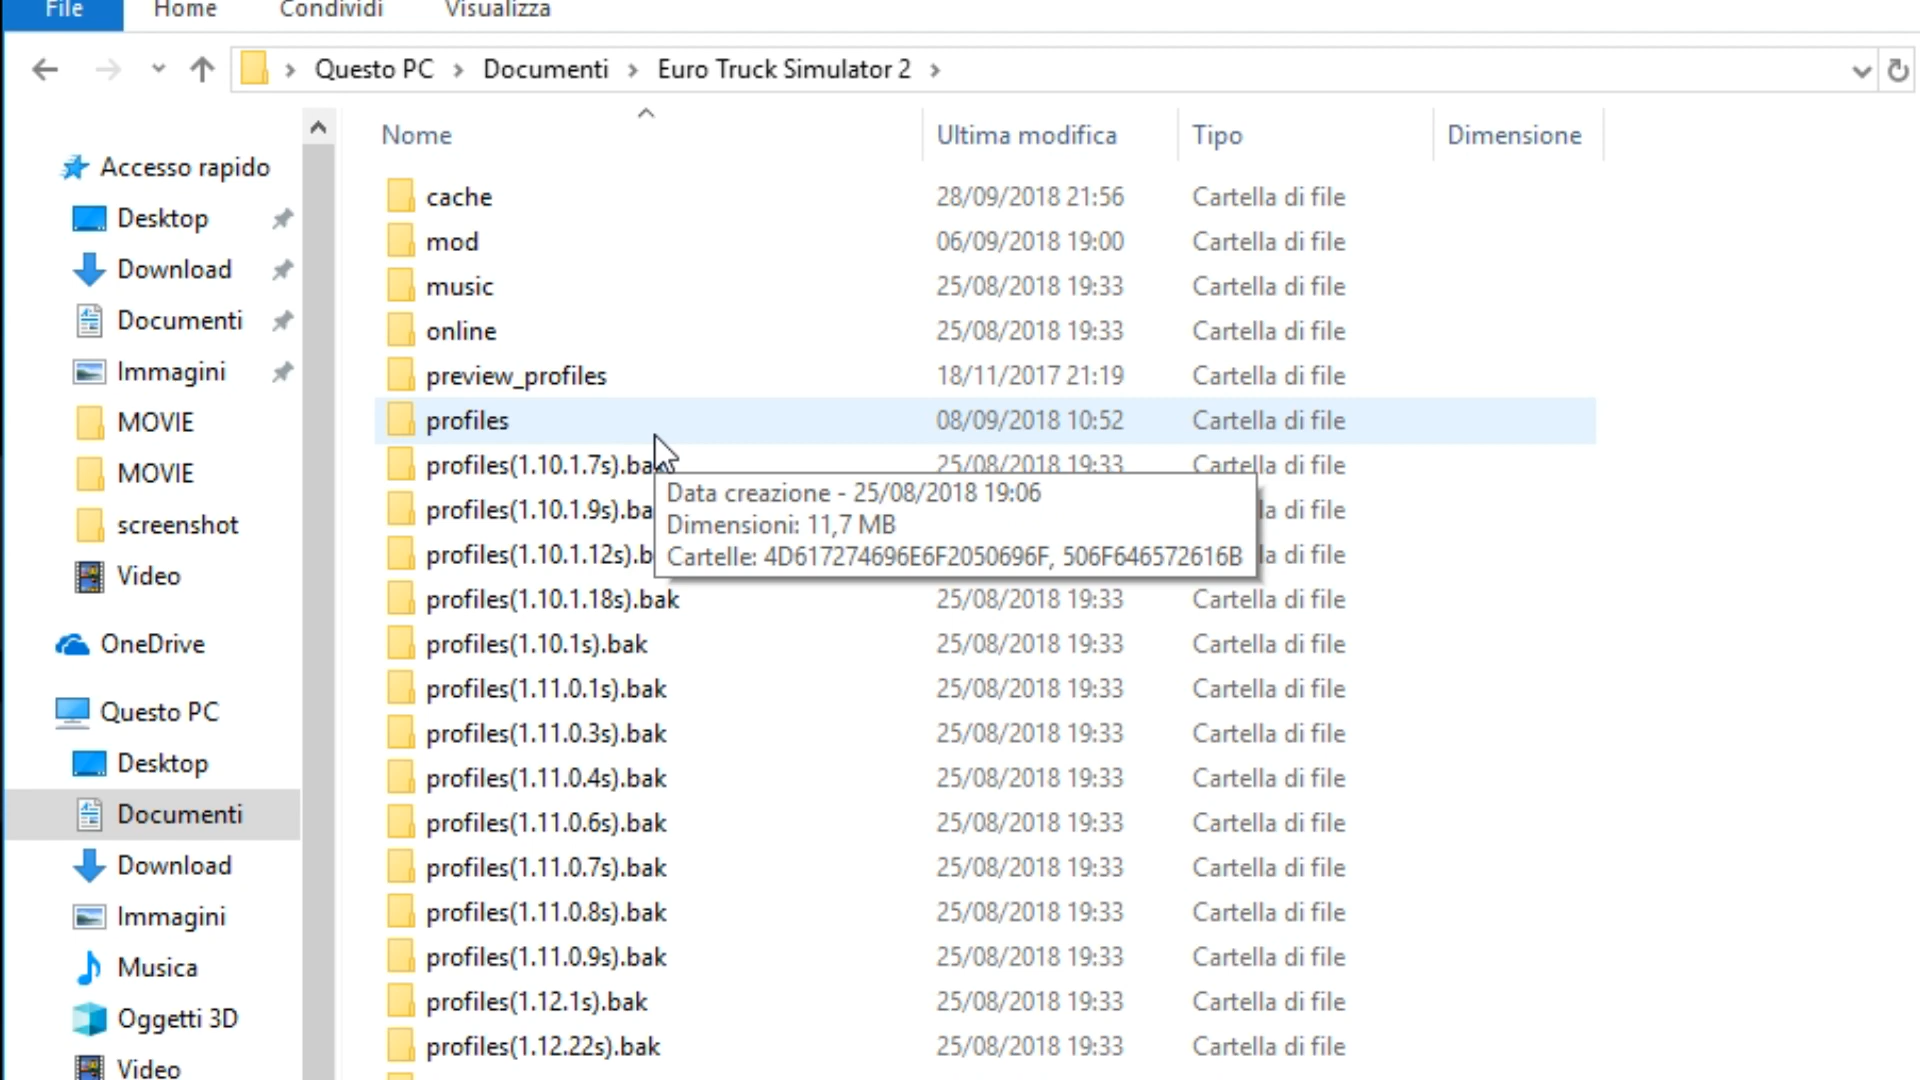 File Home Condividi Visualizza
Questo PC Documenti Euro Truck Simulator 2
Nome Ultima modifica Tipo Dimensione
Accesso rapido
Desktop
Download
Documenti
Immagini
MOVIE
MOVIE
screenshot
Video
OneDrive
Questo PC
Desktop
Documenti
Download
Immagini
Musica
Oggetti 3D
Video
cache 28/09/2018 21:56 Cartella di file
mod 06/09/2018 19:00 Cartella di file
music 25/08/2018 19:33 Cartella di file
online 25/08/2018 19:33 Cartella di file
preview_profiles 18/11/2017 21:19 Cartella di file
profiles 08/09/2018 10:52 Cartella di file
profiles(1.10.1.7s).ba 25/08/2018 19:33 Cartella di file
profiles(1.10.1.9s).ba la di file
profiles(1.10.1.12s).b la di file
Data creazione - 25/08/2018 19:06
Dimensioni: 11,7 MB
Cartelle: 4D617274696E6F2050696F, 506F646572616B
profiles(1.10.1.18s).bak 25/08/2018 19:33 Cartella di file
profiles(1.10.1s).bak 25/08/2018 19:33 Cartella di file
profiles(1.11.0.1s).bak 25/08/2018 19:33 Cartella di file
profiles(1.11.0.3s).bak 25/08/2018 19:33 Cartella di file
profiles(1.11.0.4s).bak 25/08/2018 19:33 Cartella di file
profiles(1.11.0.6s).bak 25/08/2018 19:33 Cartella di file
profiles(1.11.0.7s).bak 25/08/2018 19:33 Cartella di file
profiles(1.11.0.8s).bak 25/08/2018 19:33 Cartella di file
profiles(1.11.0.9s).bak 25/08/2018 19:33 Cartella di file
profiles(1.12.1s).bak 25/08/2018 19:33 Cartella di file
profiles(1.12.22s).bak 25/08/2018 19:33 Cartella di file